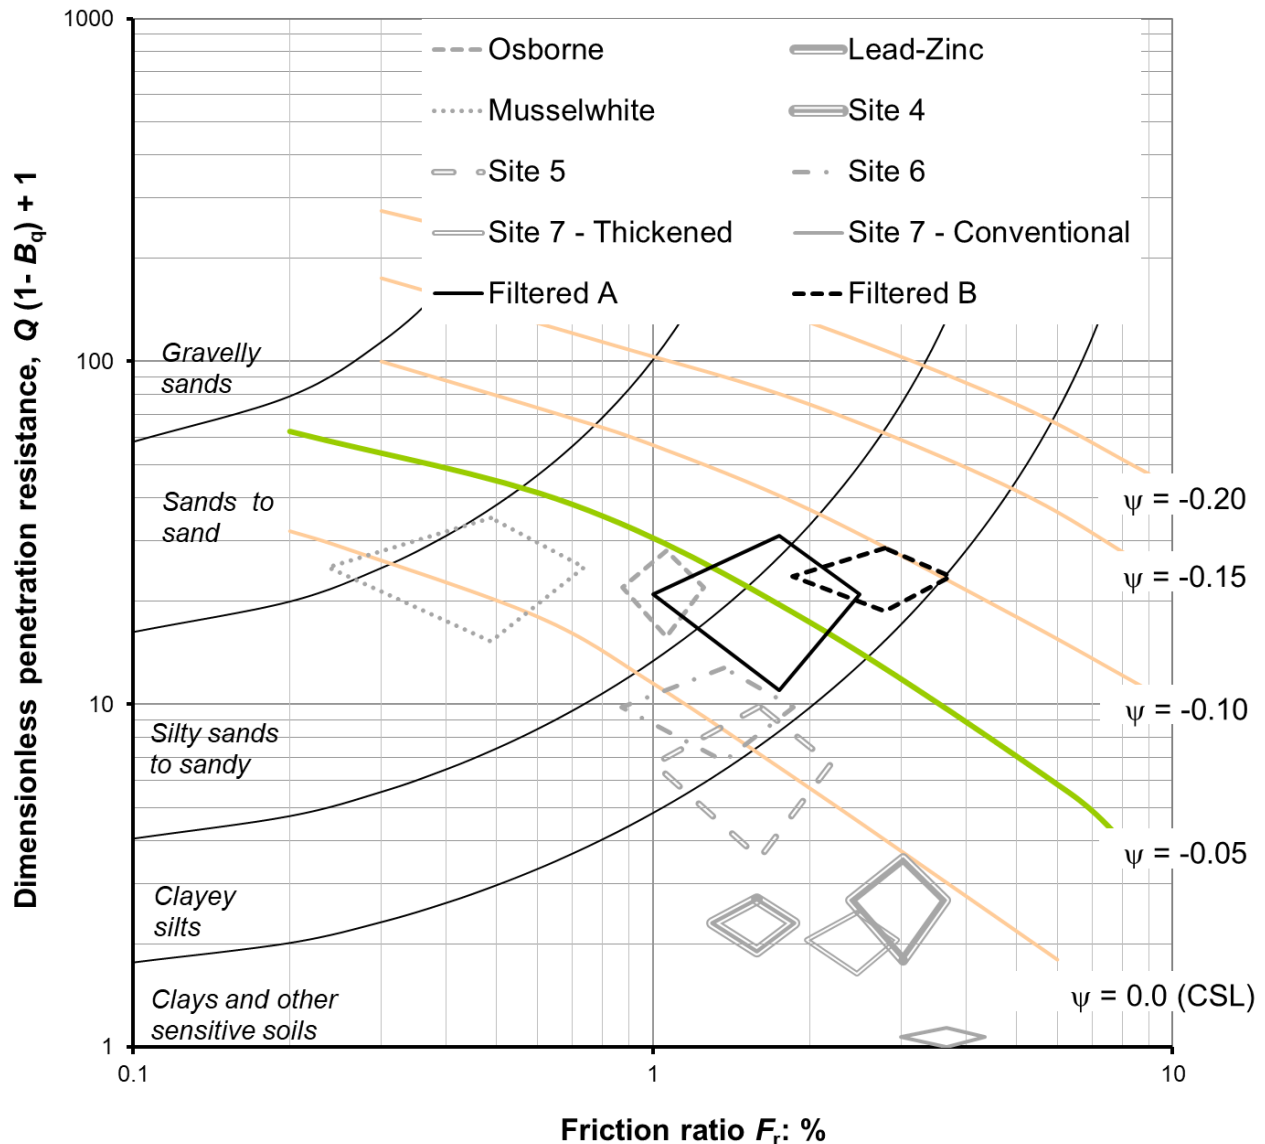 1000
100
10
1
Dimensionless penetration resistance, Q (1- Bq) + 1
Osborne
Lead-Zinc
Musselwhite
Site 4
Site 5
Site 6
Site 7 - Thickened
Site 7 - Conventional
Filtered A
Filtered B
Gravelly
sands
Sands to
sand
Silty sands
to sandy
Clayey
silts
Clays and other
sensitive soils
ψ = -0.20
ψ = -0.15
ψ = -0.10
ψ = -0.05
ψ = 0.0 (CSL)
0.1
1
10
Friction ratio Fr: %